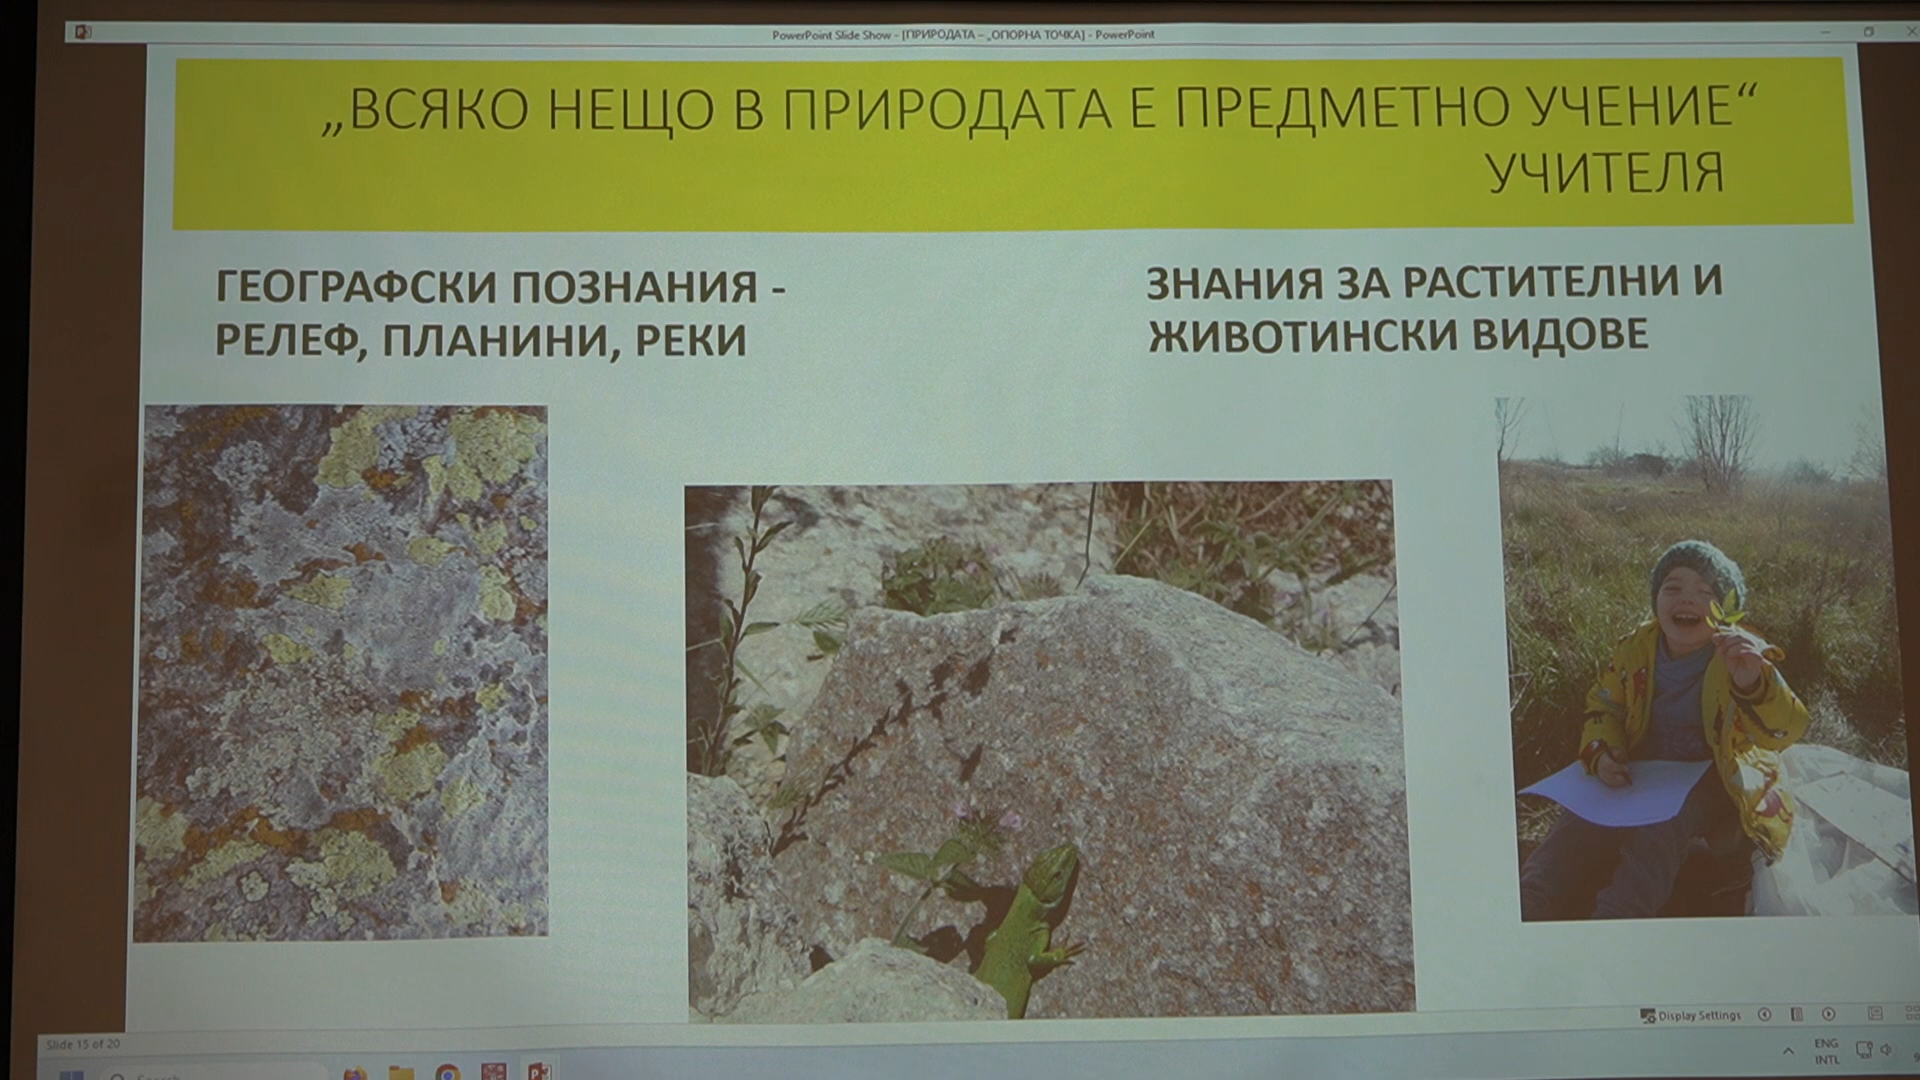 PowerPoint Slide Show - [ПРИРОДАТА – „ОПОРНА ТОЧКА] - PowerPoint
„ВСЯКО НЕЩО В ПРИРОДАТА Е ПРЕДМЕТНО УЧЕНИЕ“
УЧИТЕЛЯ
ГЕОГРАФСКИ ПОЗНАНИЯ -
РЕЛЕФ, ПЛАНИНИ, РЕКИ
ЗНАНИЯ ЗА РАСТИТЕЛНИ И
ЖИВОТИНСКИ ВИДОВЕ
Display Settings
Slide 15 of 20
ENG
INTL
Search